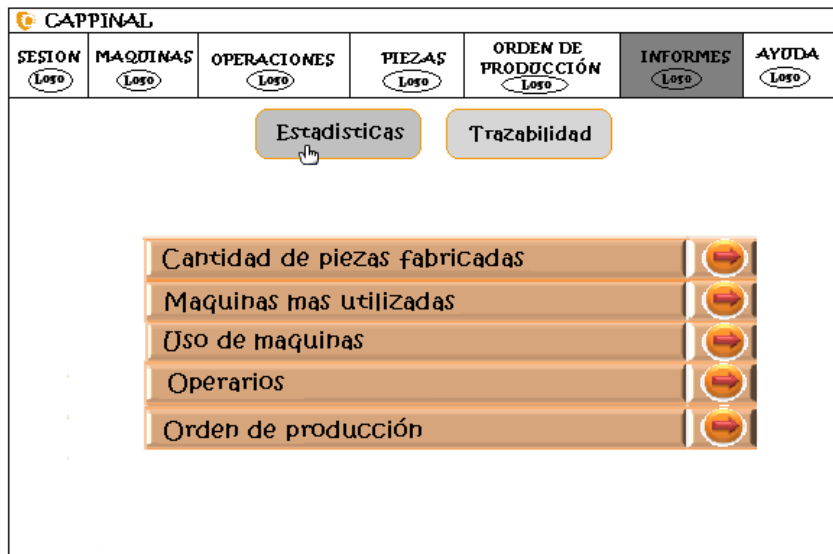 CAPPINAL
SESION
Logo
MAQUINAS
Logo
OPERACIONES
Logo
PIEZAS
Logo
ORDEN DE
PRODUCCIÓN
Logo
INFORMES
Logo
AYUDA
Logo
Estadisticas
Trazabilidad
Cantidad de piezas fabricadas
Maquinas mas utilizadas
Uso de maquinas
Operarios
Orden de producción